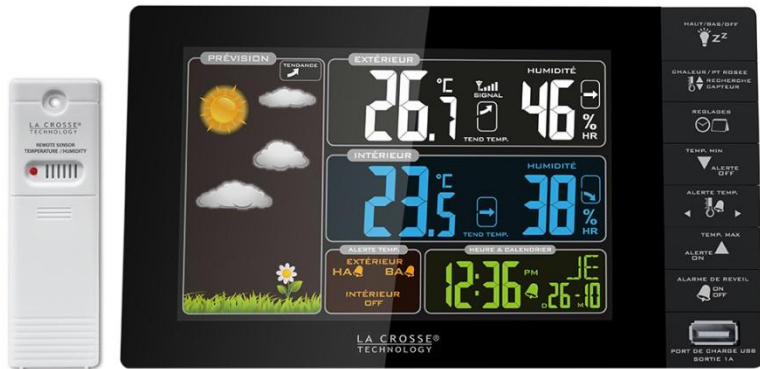 LA CROSSE®
TECHNOLOGY
REMOTE SENSOR
TEMPERATURE / HUMIDITY
PRÉVISION
TENDANCE
EXTÉRIEUR
26.7 °C
SIGNAL
TEND TEMP.
HUMIDITÉ
46 % HR
INTÉRIEUR
23.5 °C
TEND TEMP.
HUMIDITÉ
38 % HR
ALERTE TEMP.
EXTÉRIEUR
HA BA
INTÉRIEUR
OFF
HEURE & CALENDRIER
12:36 PM JE
D 26-M10
LA CROSSE®
TECHNOLOGY
HAUT/BAS/OFF
ZZZ
CHALEUR/PT ROSEE
RECHERCHE
CAPTEUR
REGLAGES
TEMP. MIN
ALERTE
OFF
ALERTE TEMP.
TEMP. MAX
ALERTE
ON
ALARME DE REVEIL
ON
OFF
PORT DE CHARGE USB
SORTIE 1A